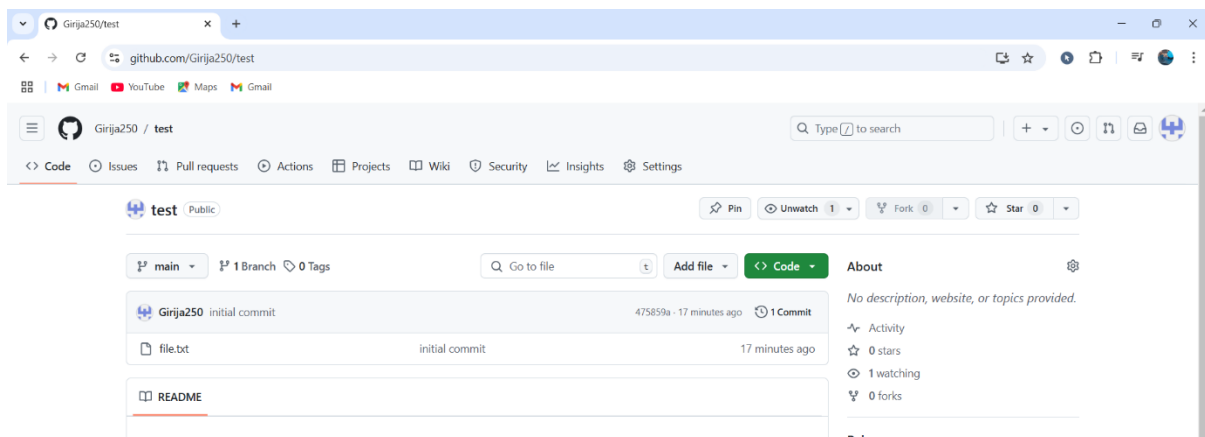 Girija250/test
github.com/Girija250/test
Gmail YouTube Maps Gmail
Girija250 / test
Type / to search
Code Issues Pull requests Actions Projects Wiki Security Insights Settings
test Public
Pin Unwatch 1 Fork 0 Star 0
main 1 Branch 0 Tags Go to file t Add file Code
About
No description, website, or topics provided.
Girija250 initial commit 475859a · 17 minutes ago 1 Commit
Activity
file.txt initial commit 17 minutes ago
0 stars
1 watching
README
0 forks